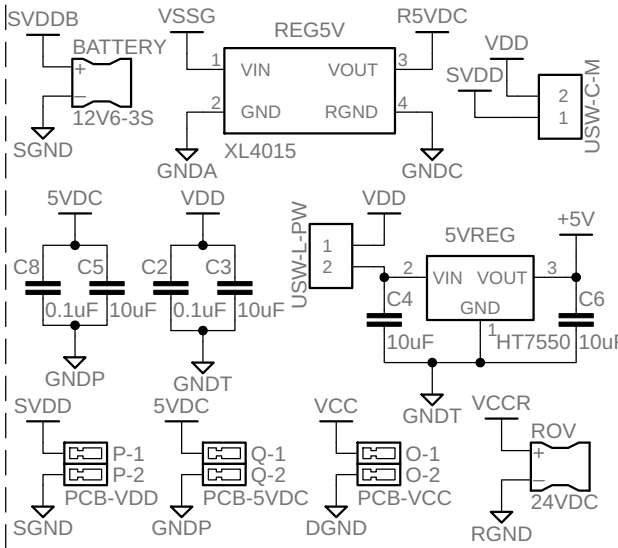 SVDDB
BATTERY
+
−
12V6-3S
SGND
VSSG
REG5V
R5VDC
1
VIN
VOUT
3
2
GND
RGND
4
XL4015
GNDA
GNDC
VDD
SVDD
2
1
USW-C-M
5VDC
C8
C5
0.1uF
10uF
GNDP
VDD
C2
C3
0.1uF
10uF
GNDT
USW-L-PW
1
2
VDD
5VREG
+5V
2
VIN
VOUT
3
GND
1
HT7550
C4
10uF
C6
10uF
GNDT
SVDD
P-1
P-2
PCB-VDD
SGND
5VDC
Q-1
Q-2
PCB-5VDC
GNDP
VCC
O-1
O-2
PCB-VCC
DGND
VCCR
ROV
+
−
24VDC
RGND